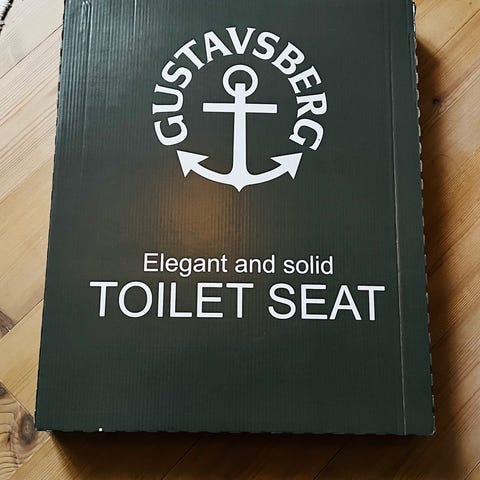 GUSTAVSBERG
Elegant and solid
TOILET SEAT